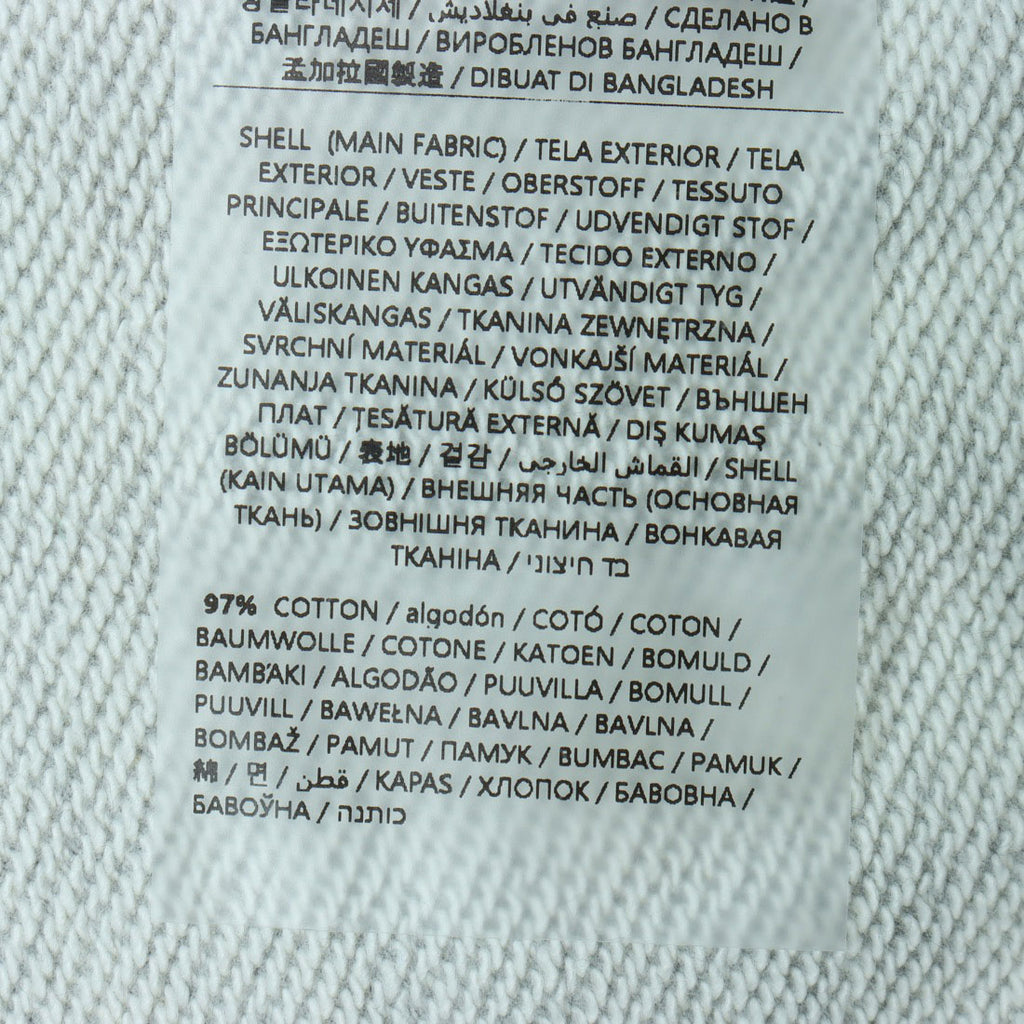 방글라데시제 / صنع في بنغلاديش / СДЕЛАНО В
БАНГЛАДЕШ / ВИРОБЛЕНОВ БАНГЛАДЕШ /
孟加拉國製造 / DIBUAT DI BANGLADESH
SHELL (MAIN FABRIC) / TELA EXTERIOR / TELA
EXTERIOR / VESTE / OBERSTOFF / TESSUTO
PRINCIPALE / BUITENSTOF / UDVENDIGT STOF /
ΕΞΩΤΕΡΙΚΟ ΥΦΑΣΜΑ / TECIDO EXTERNO /
ULKOINEN KANGAS / UTVÄNDIGT TYG /
VÄLISKANGAS / TKANINA ZEWNĘTRZNA /
SVRCHNÍ MATERIÁL / VONKAJŠÍ MATERIÁL /
ZUNANJA TKANINA / KÜLSŐ SZÖVET / ВЪНШЕН
ПЛАТ / ȚESĂTURĂ EXTERNĂ / DIŞ KUMAŞ
BÖLÜMÜ / 表地 / 겉감 / القماش الخارجي / SHELL
(KAIN UTAMA) / ВНЕШНЯЯ ЧАСТЬ (ОСНОВНАЯ
ТКАНЬ) / ЗОВНІШНЯ ТКАНИНА / ВОНКАВАЯ
ТКАНІНА / בד חיצוני
97% COTTON / algodón / COTÓ / COTON /
BAUMWOLLE / COTONE / KATOEN / BOMULD /
ΒΑΜΒΆΚΙ / ALGODÃO / PUUVILLA / BOMULL /
PUUVILL / BAWEŁNA / BAVLNA / BAVLNA /
BOMBAŽ / PAMUT / ПАМУК / BUMBAC / PAMUK /
綿 / 면 / قطن / KAPAS / ХЛОПОК / БАВОВНА /
БАВОЎНА / כותנה